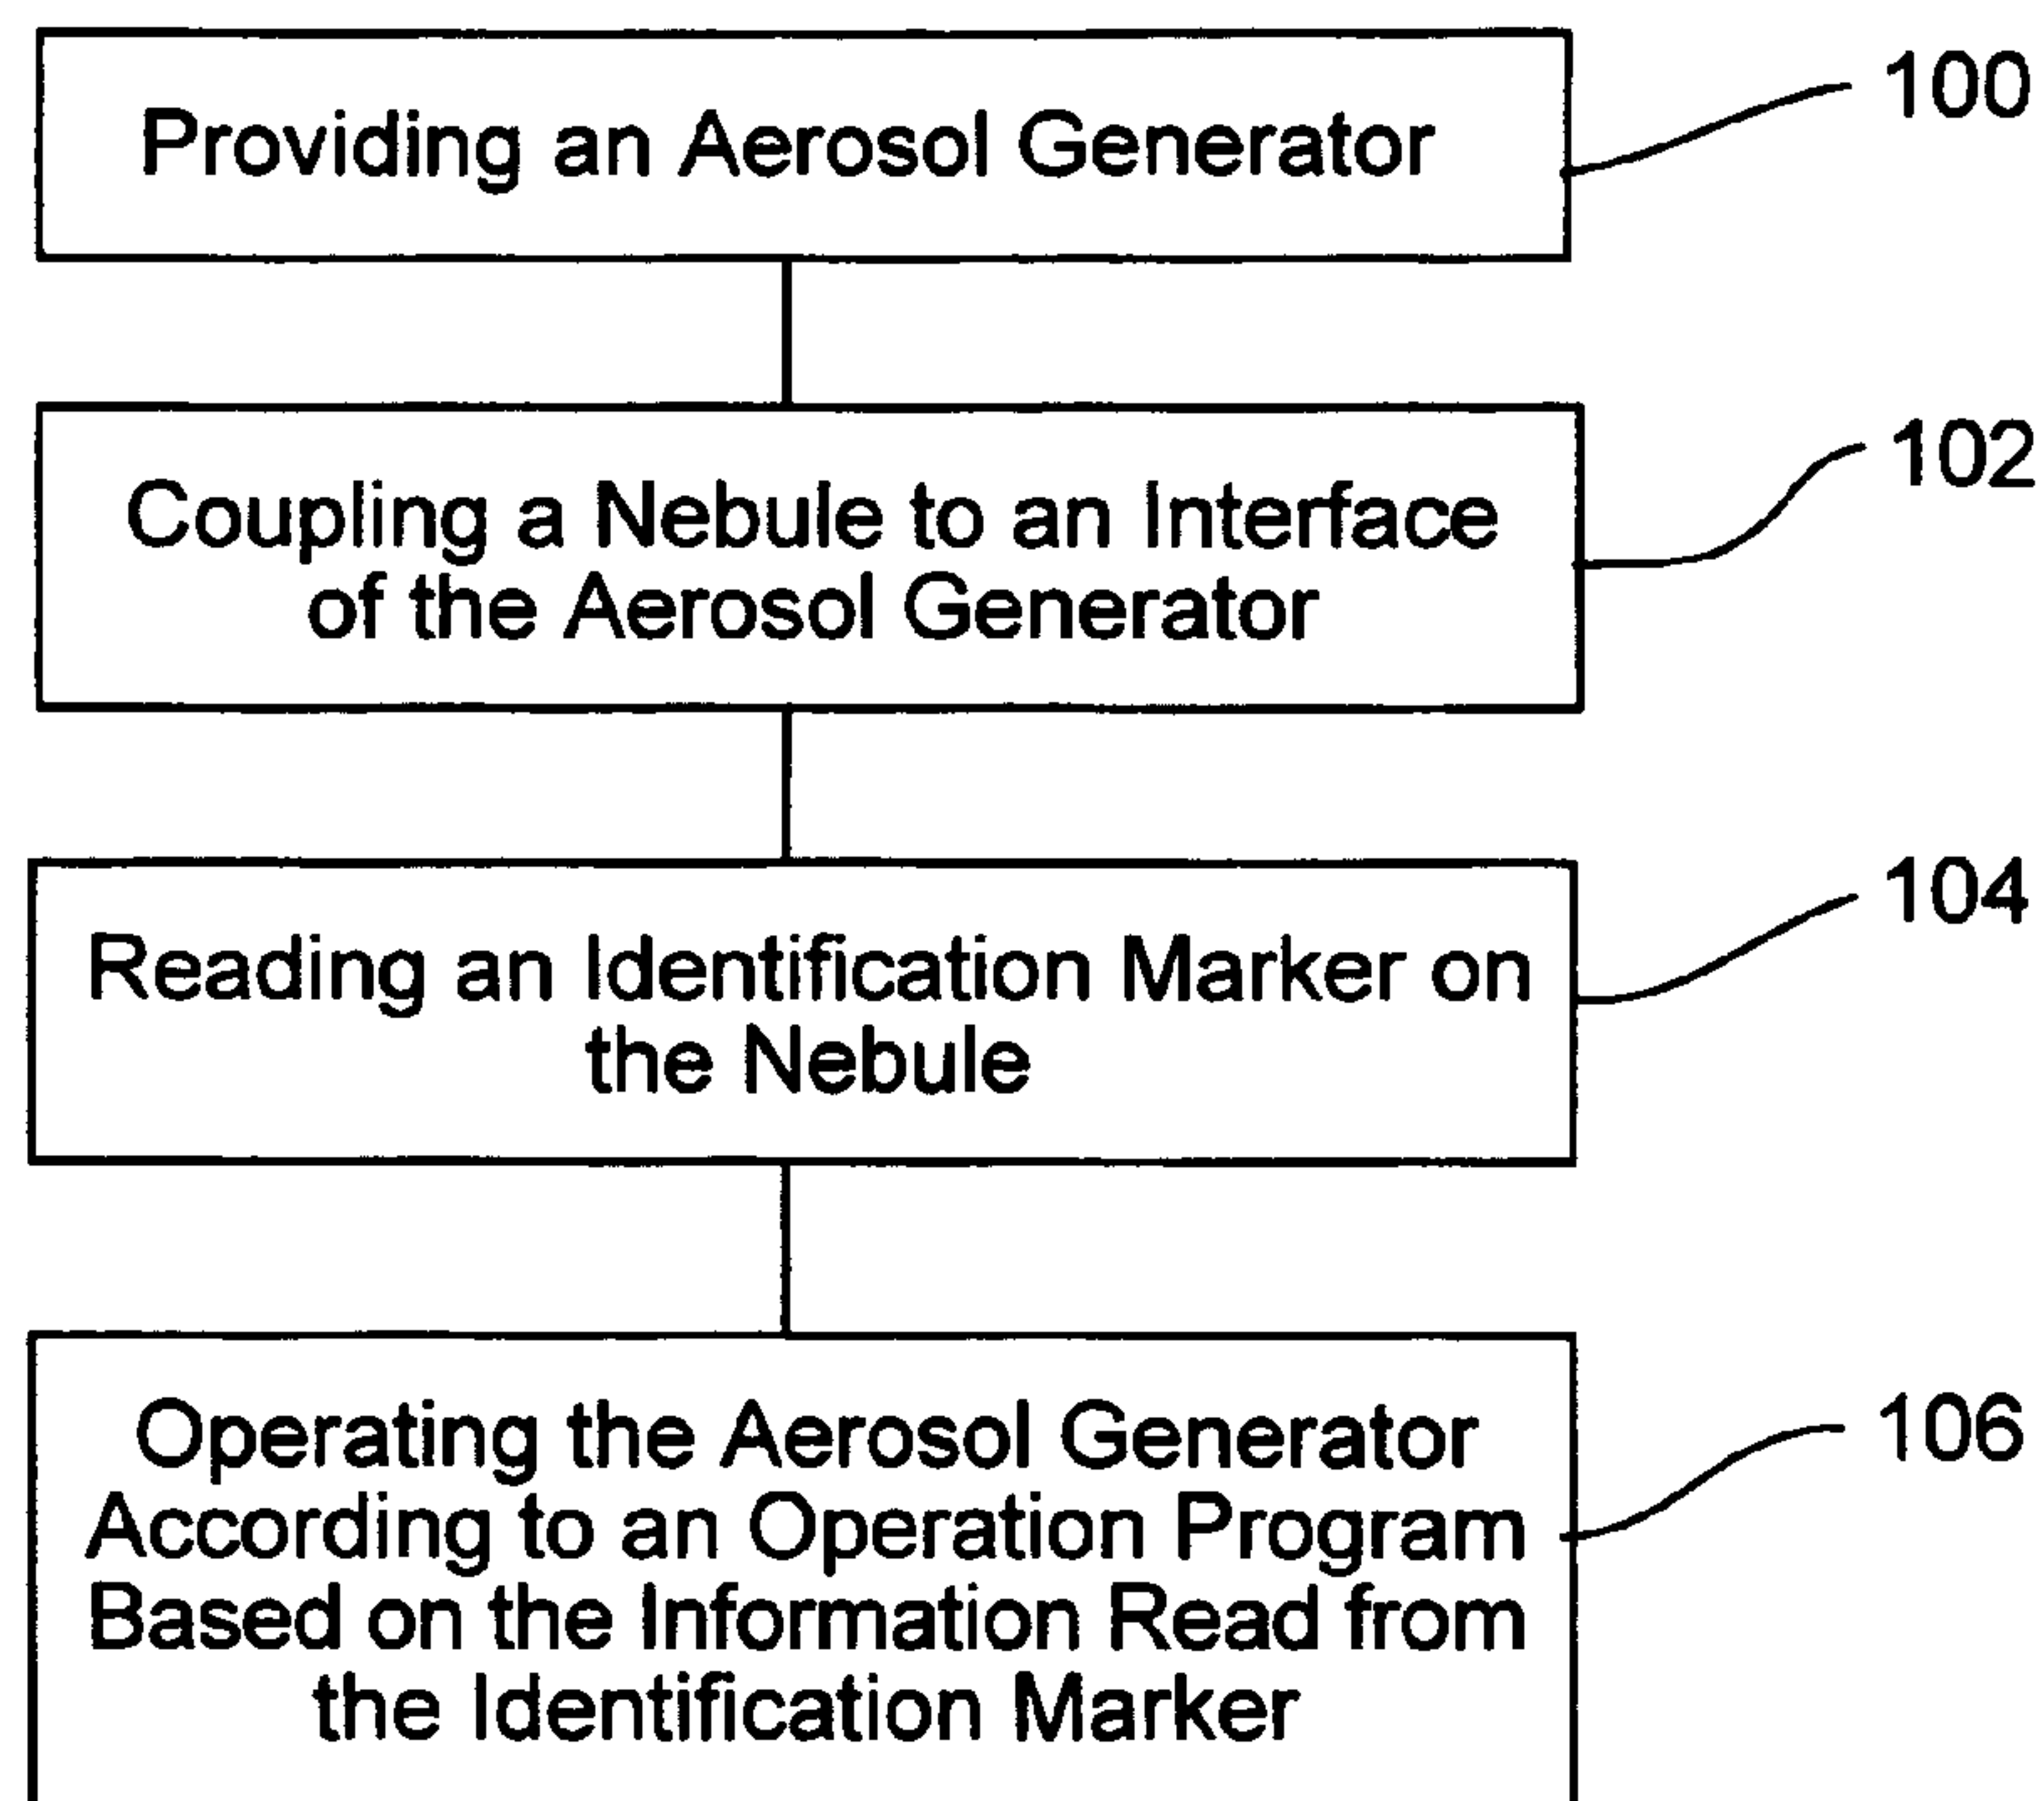 Providing an Aerosol Generator
100
Coupling a Nebule to an Interface
of the Aerosol Generator
102
Reading an Identification Marker on
the Nebule
104
Operating the Aerosol Generator
According to an Operation Program
Based on the Information Read from
the Identification Marker
106